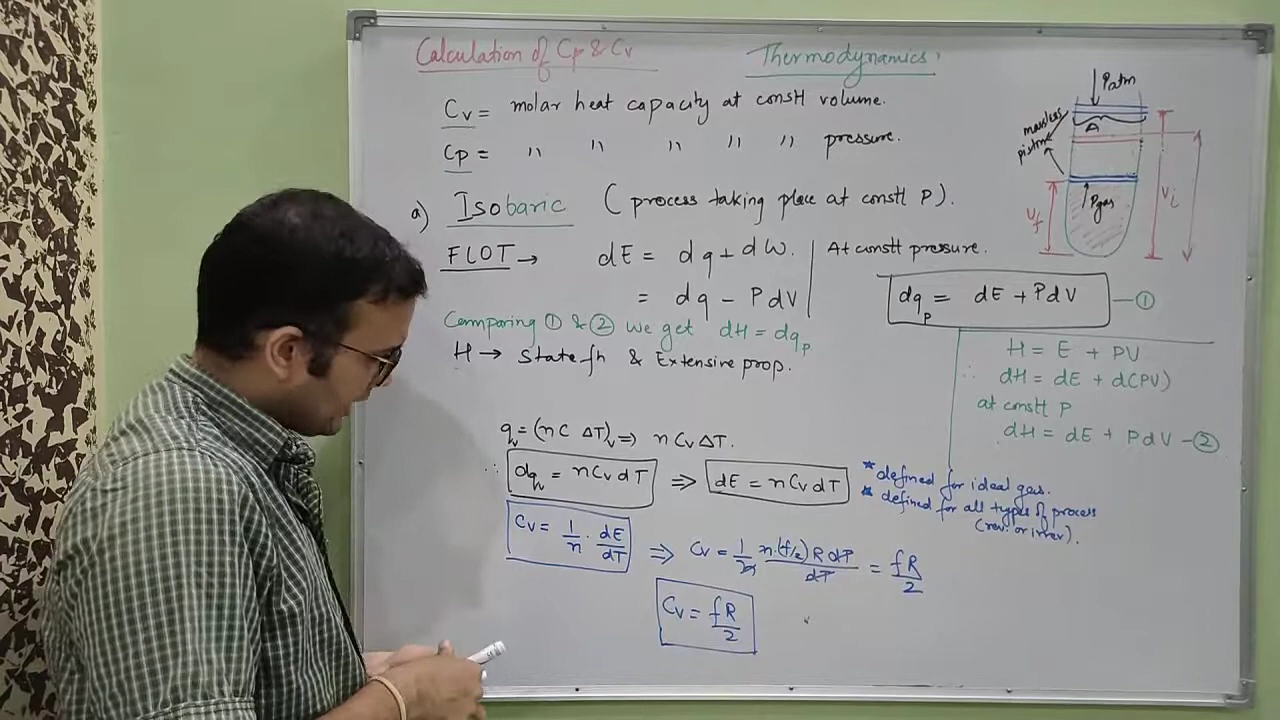 Calculation of Cp & Cv
Thermodynamics.
Cv = molar heat capacity at constt volume.
Cp = " " " " " pressure.
a) Isobaric ( process taking place at constt P).
FLOT → dE = dq + dW.
= dq - PdV
At constt pressure.
dqp = dE + PdV — ①
Comparing ① & ② we get dH = dqp
H → State fn & Extensive prop.
H = E + PV
∴ dH = dE + d(PV)
at constt P
dH = dE + PdV - ②
qv = (nC ΔT)v ⇒ nCvΔT.
∴ dqv = nCvdT ⇒ dE = nCvdT
* defined for ideal gas.
* defined for all types of process
(rev. or irrev).
Cv = 1/n · dE/dT ⇒ Cv = 1/n n·(f/2)RdT/dT = fR/2
Cv = fR/2
Patm
A
massless
piston
Pgas
Vf
Vi